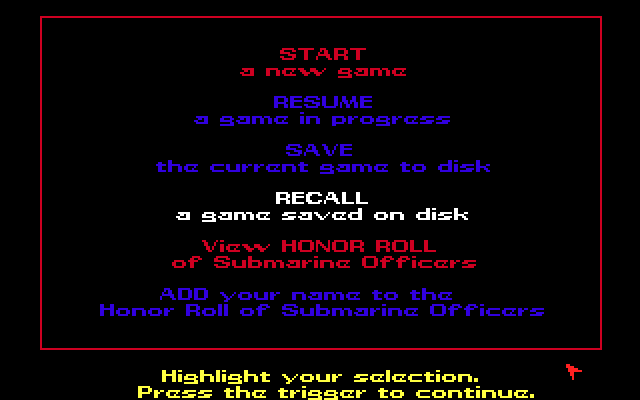 START
a new game
RESUME
a game in progress
SAVE
the current game to disk
RECALL
a game saved on disk
View HONOR ROLL
of Submarine Officers
ADD your name to the
Honor Roll of Submarine Officers
Highlight your selection.
Press the trigger to continue.